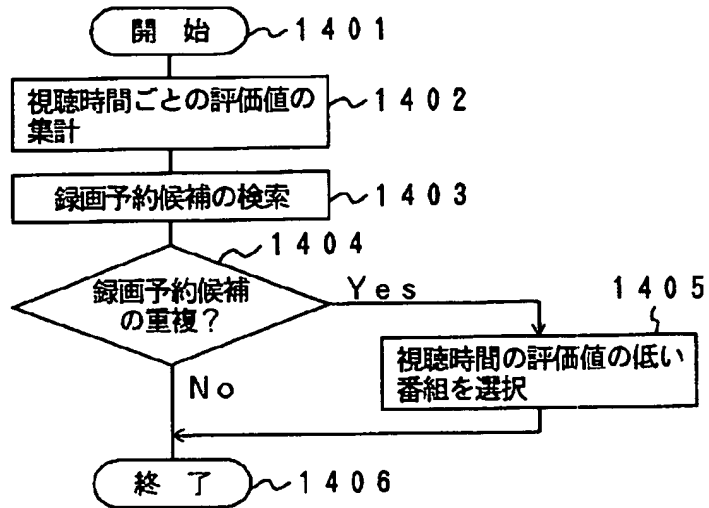 開 始
1401
視聴時間ごとの評価値の
集計
1402
録画予約候補の検索
1403
1404
録画予約候補
の重複？
Yes
1405
視聴時間の評価値の低い
番組を選択
No
終 了
1406